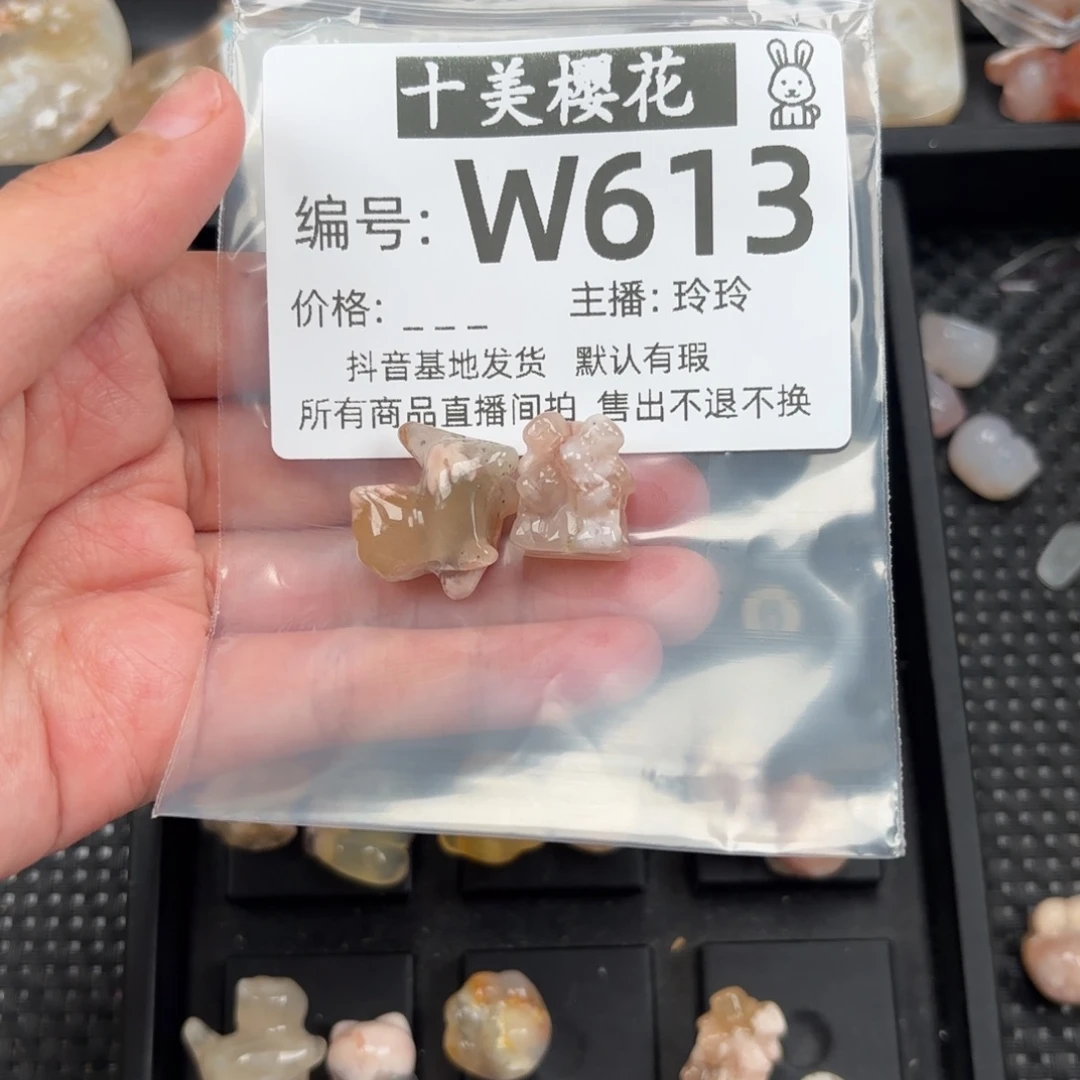 十美樱花
编号: W613
价格: _ _ _ 主播: 玲玲
抖音基地发货 默认有瑕
所有商品直播间拍 售出不退不换